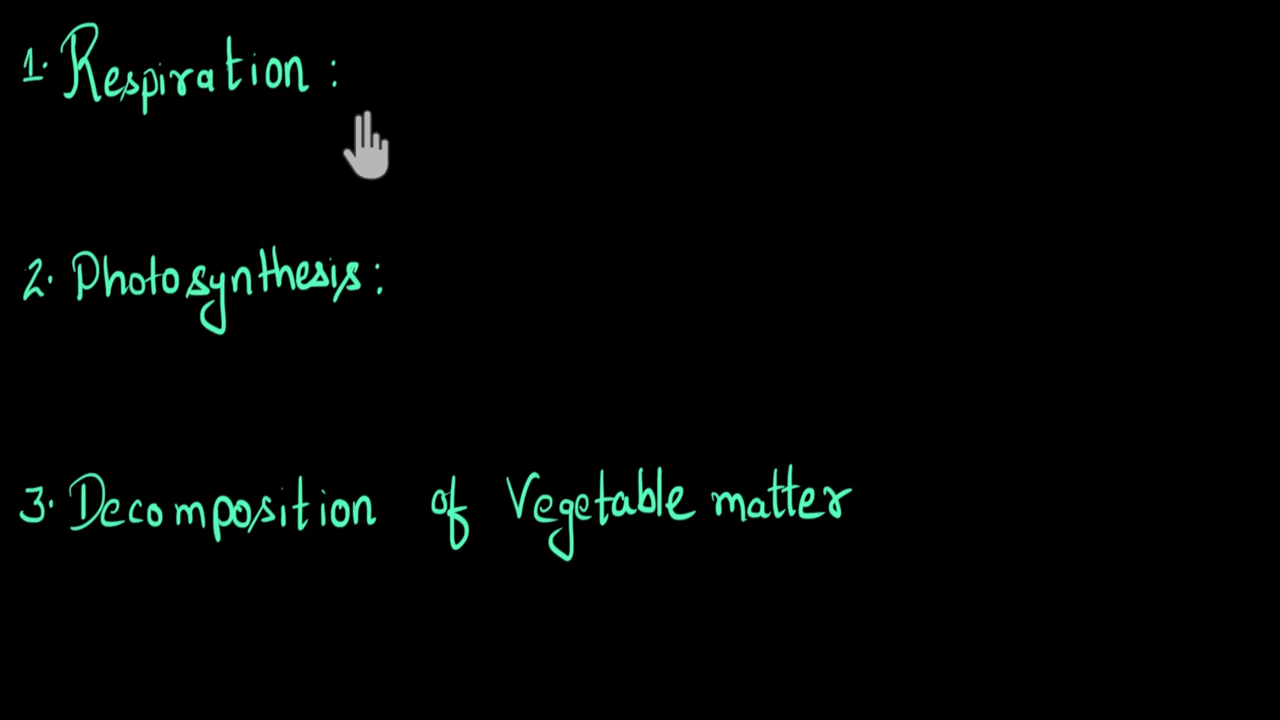 1. Respiration :
2. Photosynthesis :
3. Decomposition of Vegetable matter